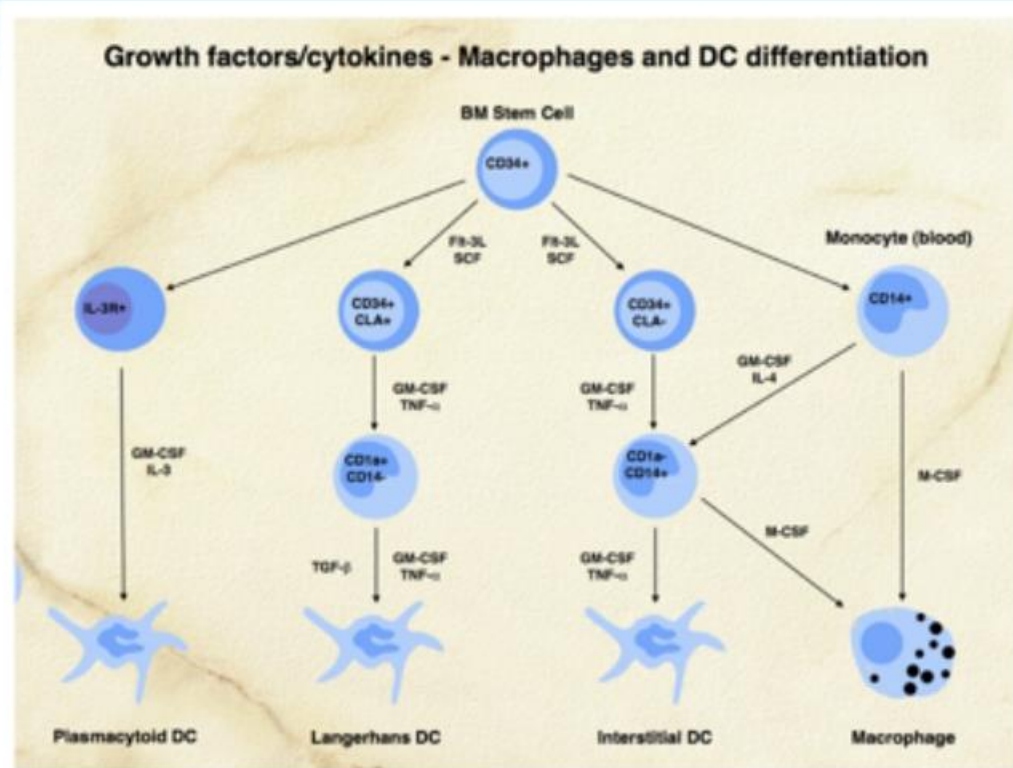 Growth factors/cytokines - Macrophages and DC differentiation
BM Stem Cell
CD34+
Flt-3L
SCF
Flt-3L
SCF
Monocyte (blood)
IL-3R+
CD34+
CLA+
CD34+
CLA-
CD14+
GM-CSF
TNF-α
GM-CSF
TNF-α
GM-CSF
IL-4
GM-CSF
IL-3
CD1a+
CD14-
CD1a-
CD14+
M-CSF
TGF-β
GM-CSF
TNF-α
GM-CSF
TNF-α
M-CSF
Plasmacytoid DC
Langerhans DC
Interstitial DC
Macrophage